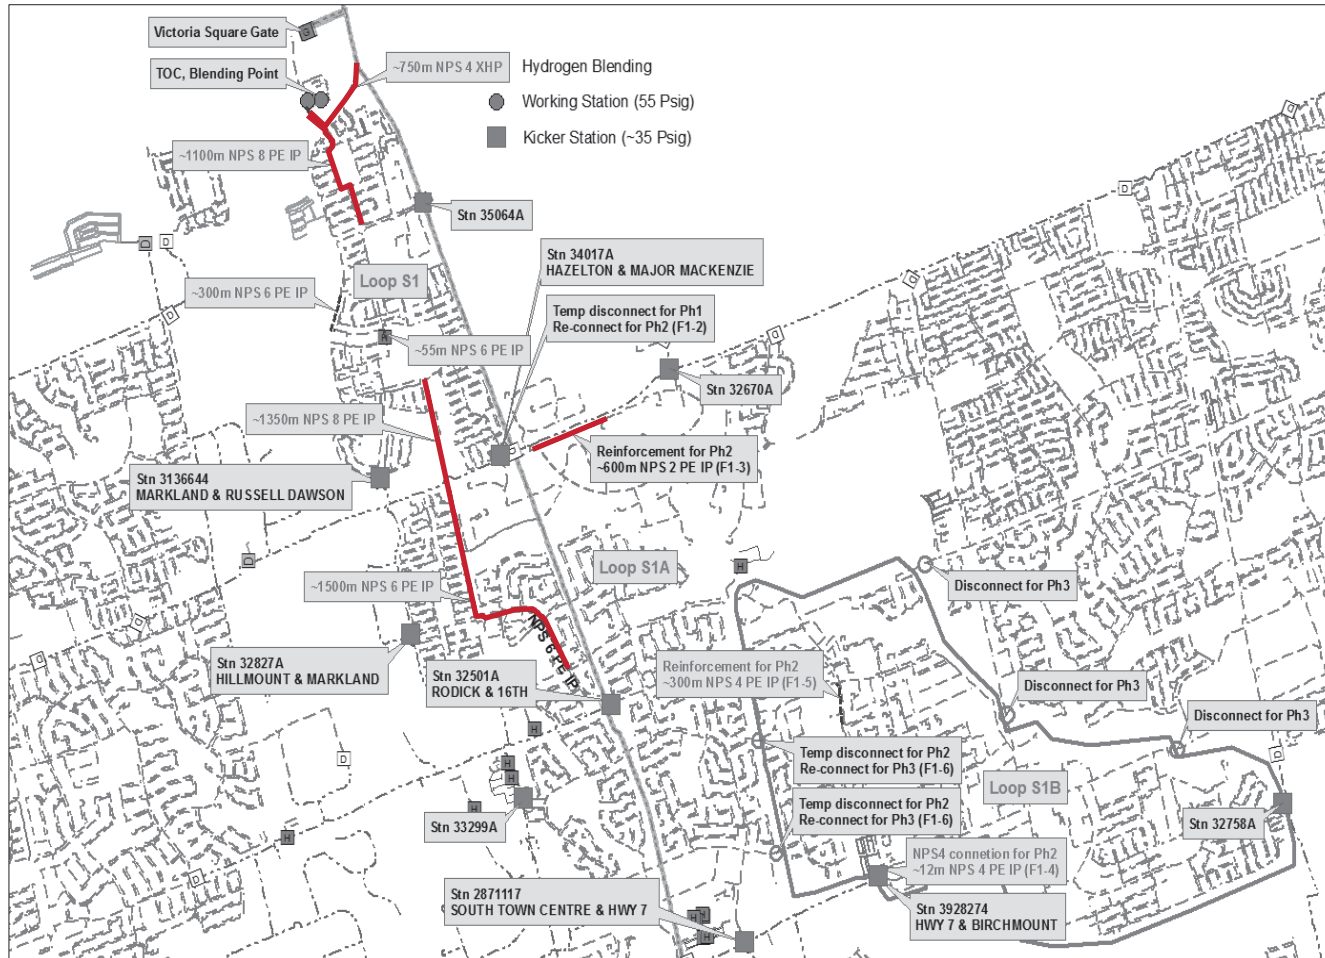 Victoria Square Gate
TOC, Blending Point
~750m NPS 4 XHP
Hydrogen Blending
Working Station (55 Psig)
Kicker Station (~35 Psig)
~1100m NPS 8 PE IP
Stn 35064A
Stn 34017A
HAZELTON & MAJOR MACKENZIE
Loop S1
~300m NPS 6 PE IP
Temp disconnect for Ph1
Re-connect for Ph2 (F1-2)
~55m NPS 6 PE IP
Stn 32670A
~1350m NPS 8 PE IP
Reinforcement for Ph2
~600m NPS 2 PE IP (F1-3)
Stn 3136644
MARKLAND & RUSSELL DAWSON
Loop S1A
~1500m NPS 6 PE IP
Disconnect for Ph3
NPS 6 PE IP
Stn 32827A
HILLMOUNT & MARKLAND
Stn 32501A
RODICK & 16TH
Reinforcement for Ph2
~300m NPS 4 PE IP (F1-5)
Disconnect for Ph3
Disconnect for Ph3
Temp disconnect for Ph2
Re-connect for Ph3 (F1-6)
Loop S1B
Temp disconnect for Ph2
Re-connect for Ph3 (F1-6)
Stn 33299A
Stn 32758A
NPS4 connetion for Ph2
~12m NPS 4 PE IP (F1-4)
Stn 2871117
SOUTH TOWN CENTRE & HWY 7
Stn 3928274
HWY 7 & BIRCHMOUNT
G
D
D
D
D
D
D
D
A
D
D
D
D
D
D
D
H
H
H
H
H
H
H
H
H